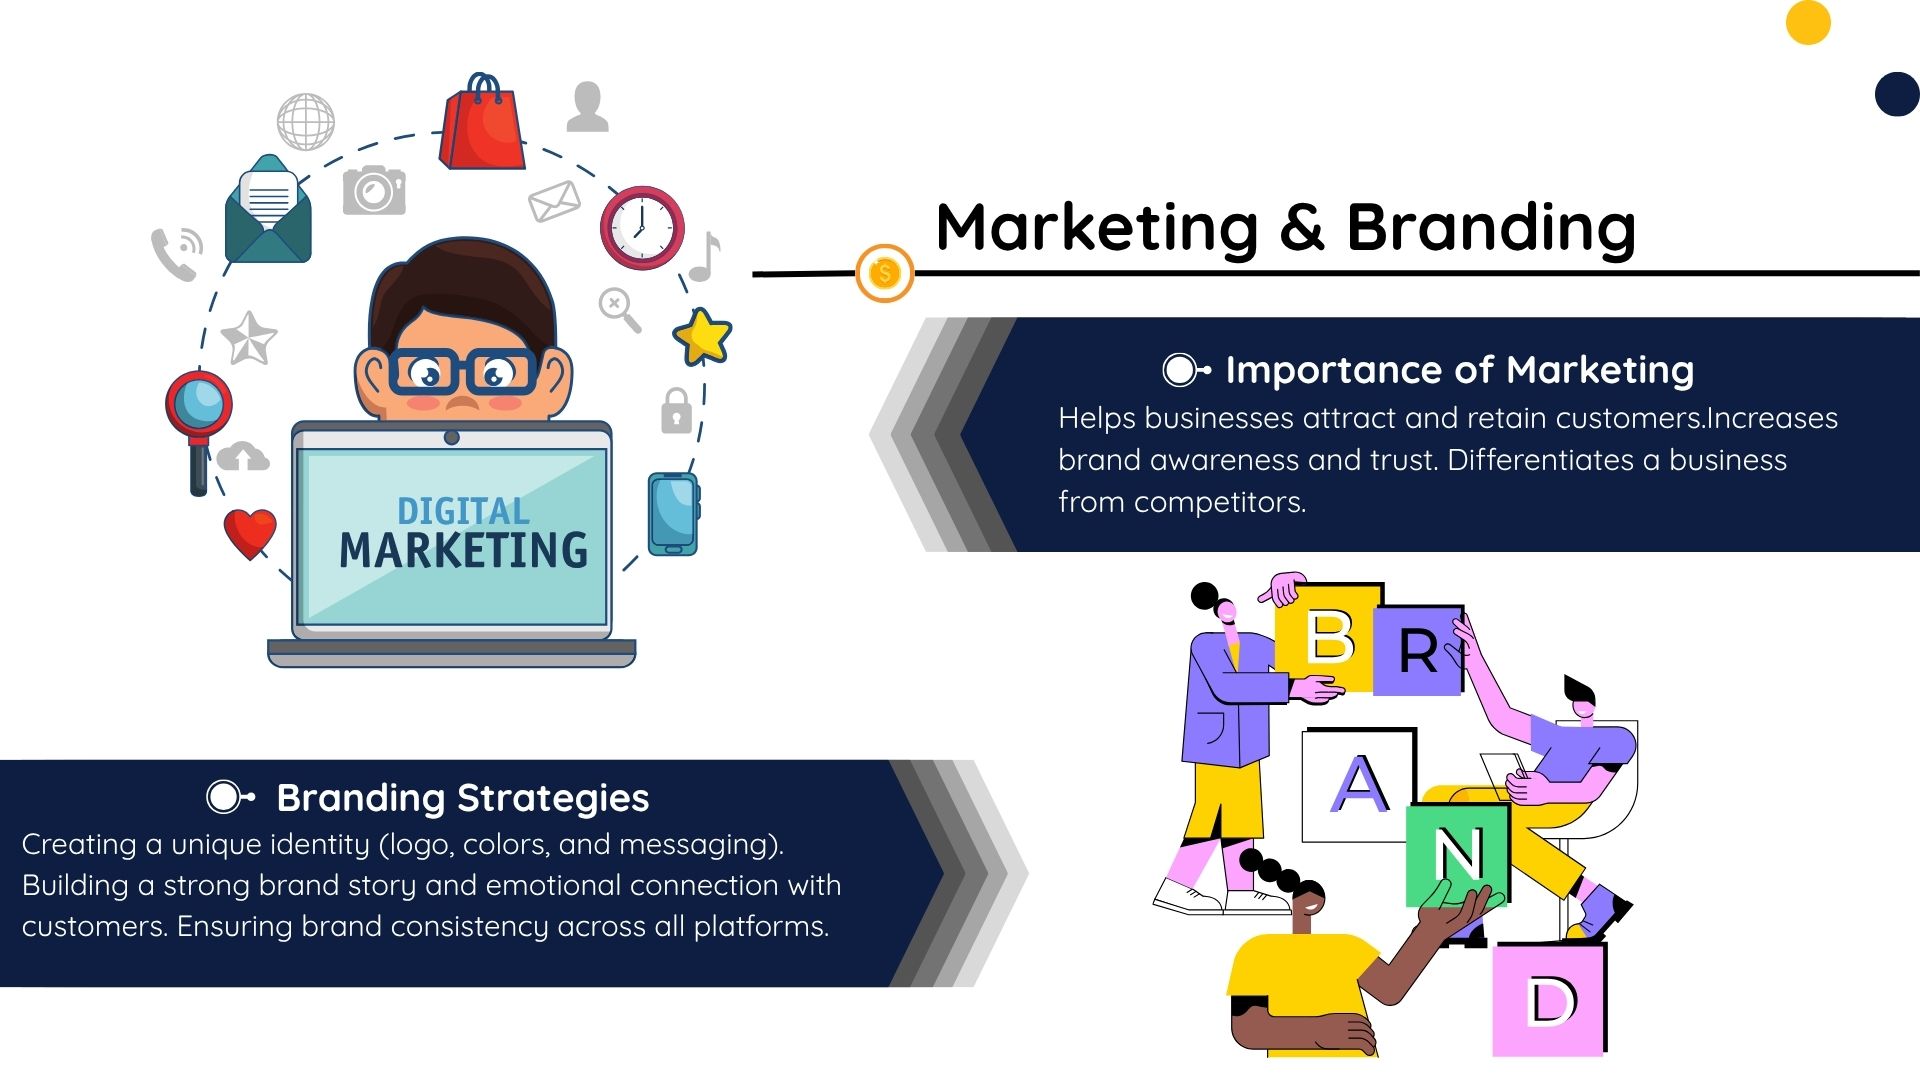 Marketing & Branding
$
Importance of Marketing
Helps businesses attract and retain customers.Increases
brand awareness and trust. Differentiates a business
from competitors.
DIGITAL
MARKETING
B R
A
N
D
Branding Strategies
Creating a unique identity (logo, colors, and messaging).
Building a strong brand story and emotional connection with
customers. Ensuring brand consistency across all platforms.